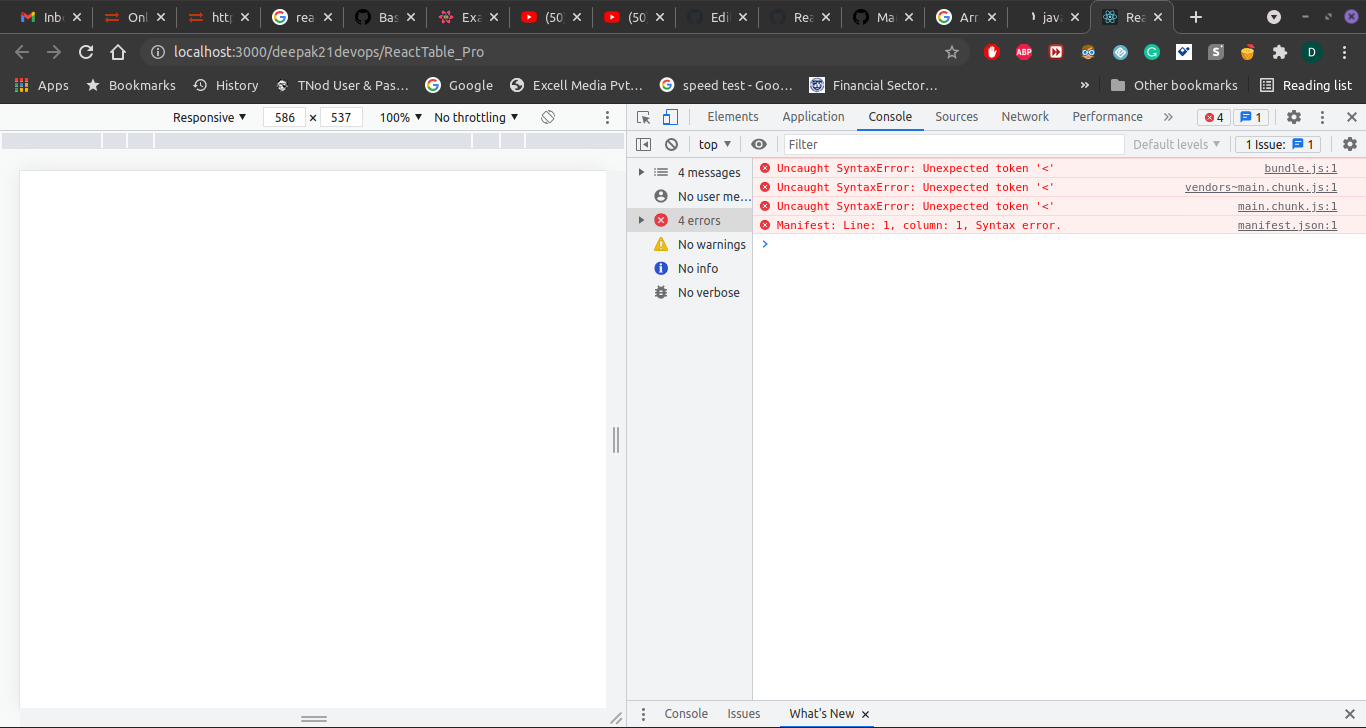 Inbo Onl http rea Bas Exa (50) (50) Edi Rea Ma Arr java Rea
localhost:3000/deepak21devops/ReactTable_Pro
ABP S D
Apps Bookmarks History TNod User & Pas… Google Excell Media Pvt… speed test - Goo… Financial Sector… » Other bookmarks Reading list
Responsive 586 × 537 100% No throttling
Elements Application Console Sources Network Performance » 4 1
top Filter Default levels 1 Issue: 1
4 messages
No user me…
4 errors
No warnings
No info
No verbose
Uncaught SyntaxError: Unexpected token '<' bundle.js:1
Uncaught SyntaxError: Unexpected token '<' vendors~main.chunk.js:1
Uncaught SyntaxError: Unexpected token '<' main.chunk.js:1
Manifest: Line: 1, column: 1, Syntax error. manifest.json:1
Console Issues What's New